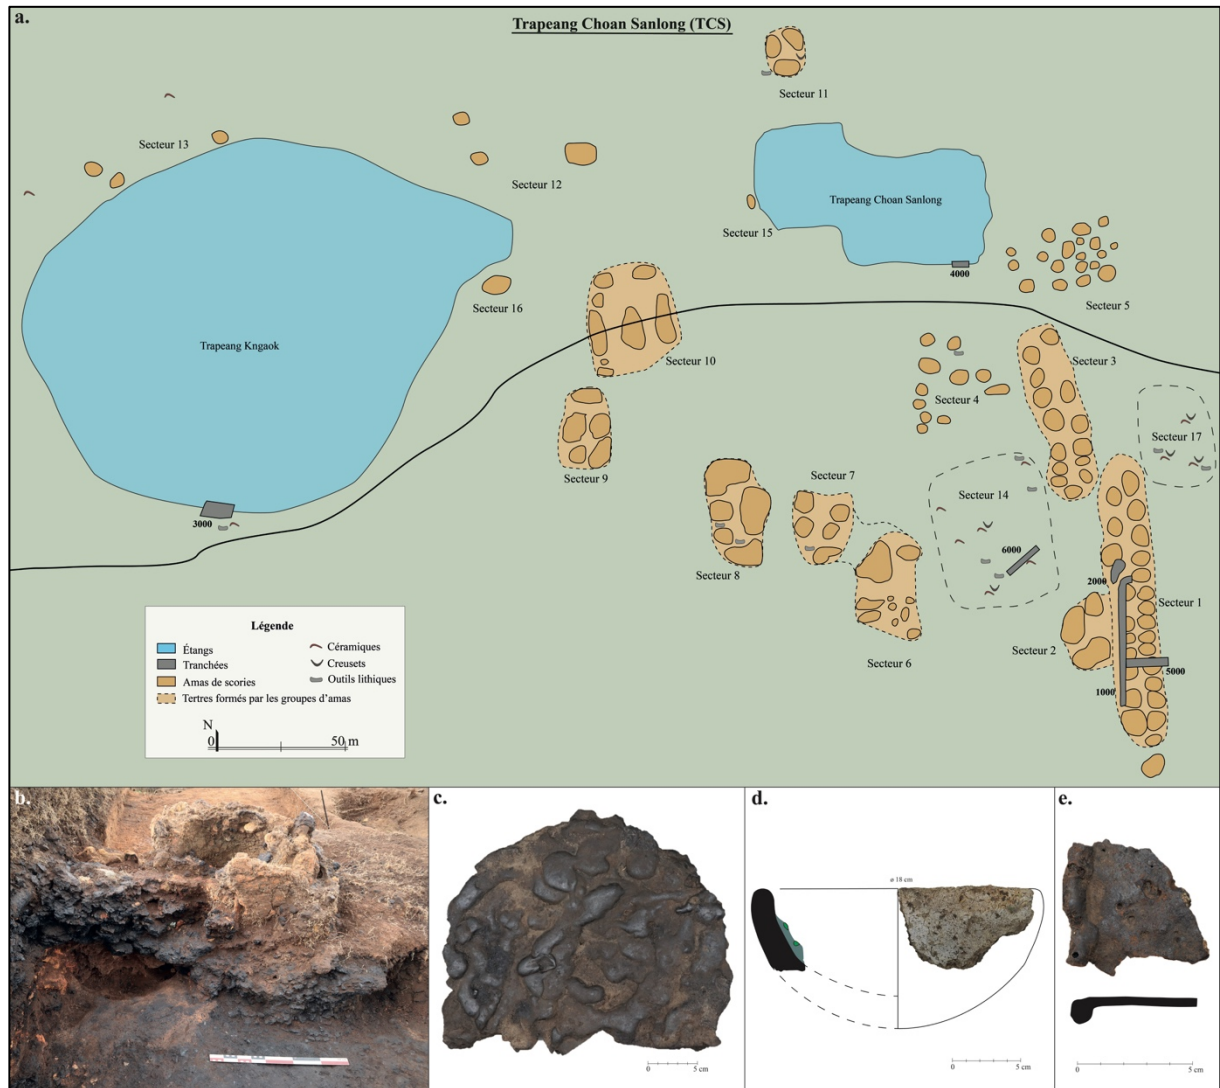 a.
Trapeang Choan Sanlong (TCS)
Secteur 11
Secteur 13
Secteur 12
Trapeang Choan Sanlong
Secteur 15
4000
Secteur 16
Secteur 5
Trapeang Kngaok
Secteur 10
Secteur 3
Secteur 4
Secteur 17
Secteur 9
Secteur 7
Secteur 14
3000
6000
Secteur 8
2000
Secteur 1
Secteur 2
Secteur 6
5000
1000
Légende
Étangs
Tranchées
Amas de scories
Tertres formés par les groupes d’amas
Céramiques
Creusets
Outils lithiques
N
0 50 m
b.
c.
0 5 cm
d.
ø 18 cm
0 5 cm
e.
0 5 cm